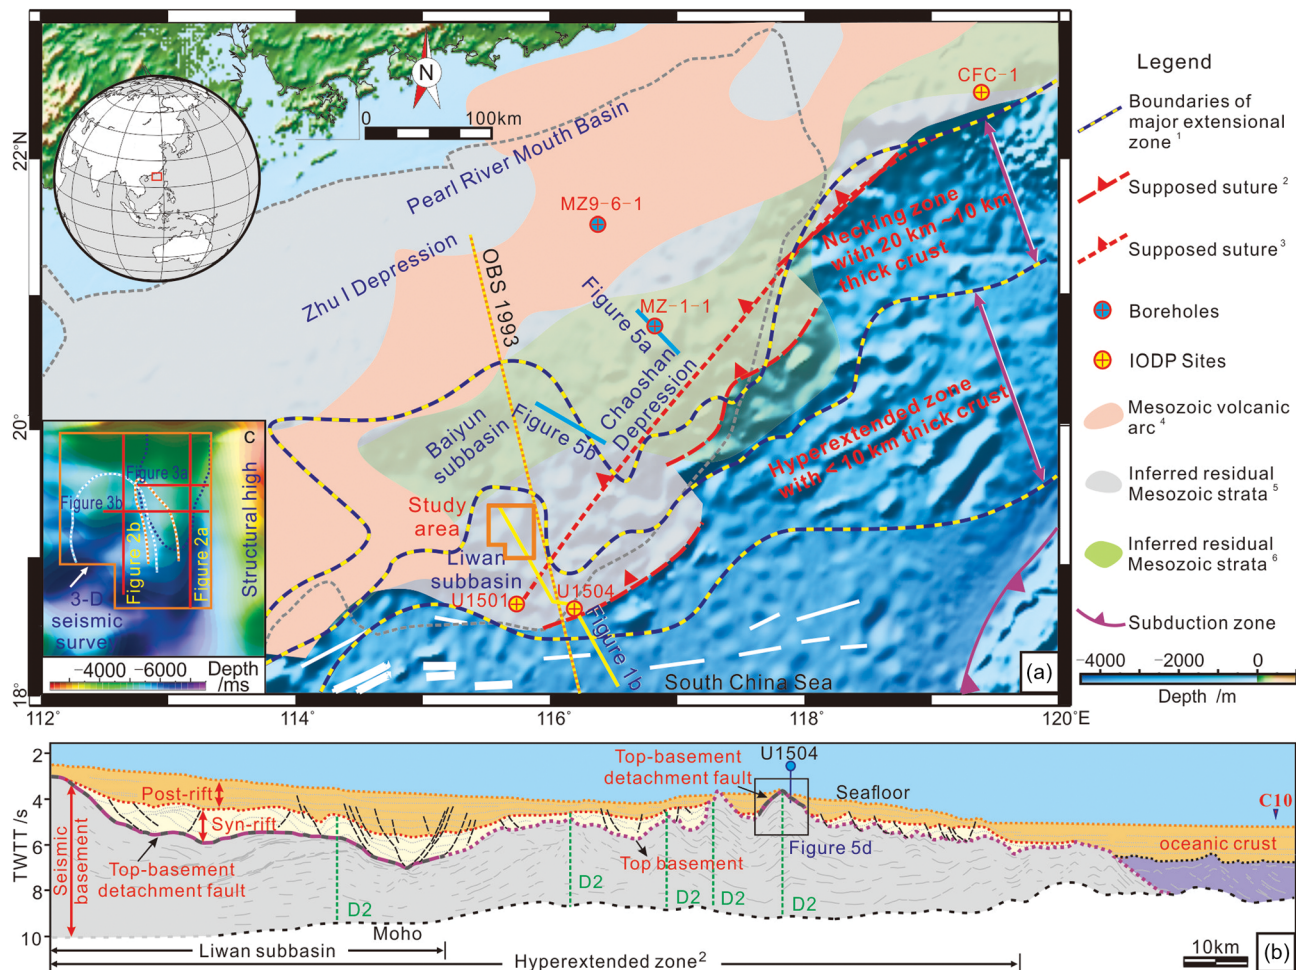 N
0
100km
22°N
20°
18°
112
114
116
118
120°E
Pearl River Mouth Basin
Zhu I Depression
MZ9-6-1
MZ-1-1
CFC-1
OBS 1993
Figure 5a
Chaoshan
Depression
Figure 5b
Baiyun
subbasin
Study
area
Liwan
subbasin
U1501
U1504
Figure 1b
South China Sea
Necking zone
with 20 km ~10 km
thick crust
Hyperextended zone
with <10 km thick crust
(a)
C
Figure 3a
Figure 3b
Figure 2b
Figure 2a
Structural high
3-D
seismic
survey
-4000
-6000
Depth
/ms
Legend
Boundaries of
major extensional
zone 1
Supposed suture 2
Supposed suture 3
Boreholes
IODP Sites
Mesozoic volcanic
arc 4
Inferred residual
Mesozoic strata 5
Inferred residual
Mesozoic strata 6
Subduction zone
-4000
-2000
0
Depth /m
TWTT /s
2
4
6
8
10
Post-rift
Syn-rift
Seismic
basement
Top-basement
detachment fault
D2
Moho
D2
Top basement
D2
D2
D2
Top-basement
detachment fault
U1504
Seafloor
Figure 5d
C10
oceanic crust
Liwan subbasin
Hyperextended zone2
10km
(b)